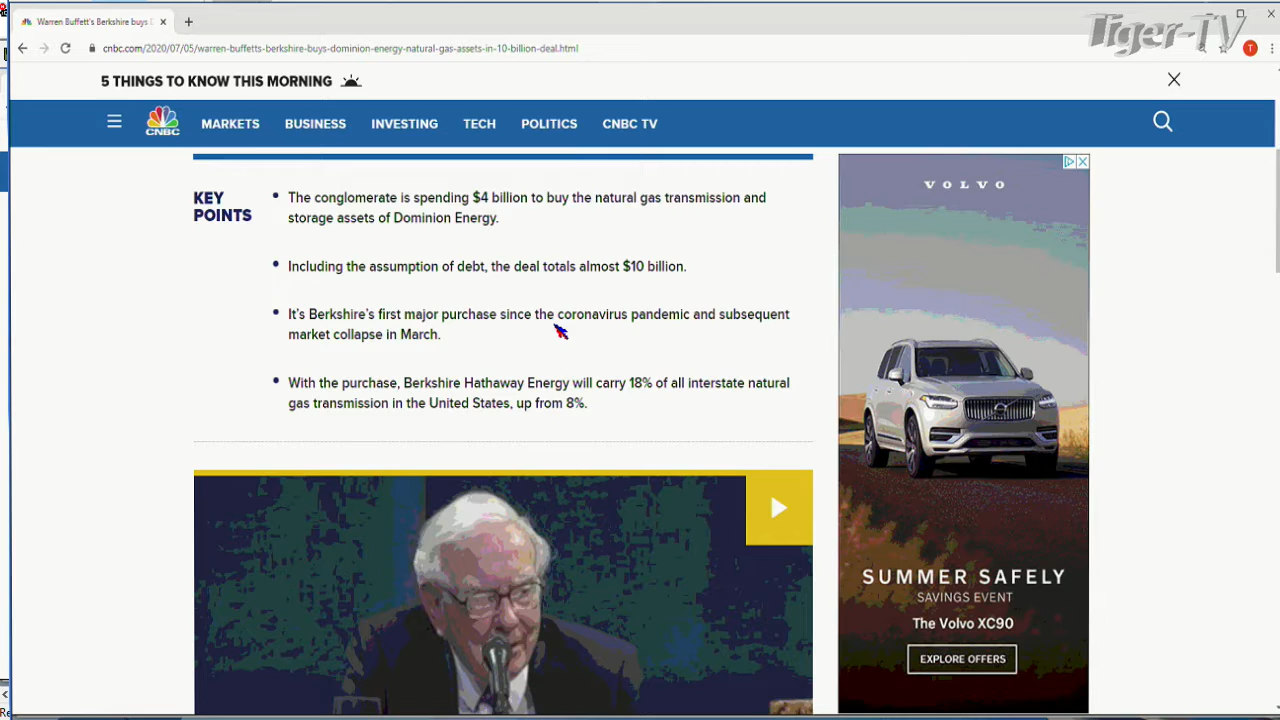 Warren Buffett's Berkshire buys
Tiger-TV
cnbc.com/2020/07/05/warren-buffetts-berkshire-buys-dominion-energy-natural-gas-assets-in-10-billion-deal.html
T
5 THINGS TO KNOW THIS MORNING
CNBC
MARKETS
BUSINESS
INVESTING
TECH
POLITICS
CNBC TV
KEY
POINTS
• The conglomerate is spending $4 billion to buy the natural gas transmission and
storage assets of Dominion Energy.
• Including the assumption of debt, the deal totals almost $10 billion.
• It's Berkshire's first major purchase since the coronavirus pandemic and subsequent
market collapse in March.
• With the purchase, Berkshire Hathaway Energy will carry 18% of all interstate natural
gas transmission in the United States, up from 8%.
VOLVO
SUMMER SAFELY
SAVINGS EVENT
The Volvo XC90
EXPLORE OFFERS